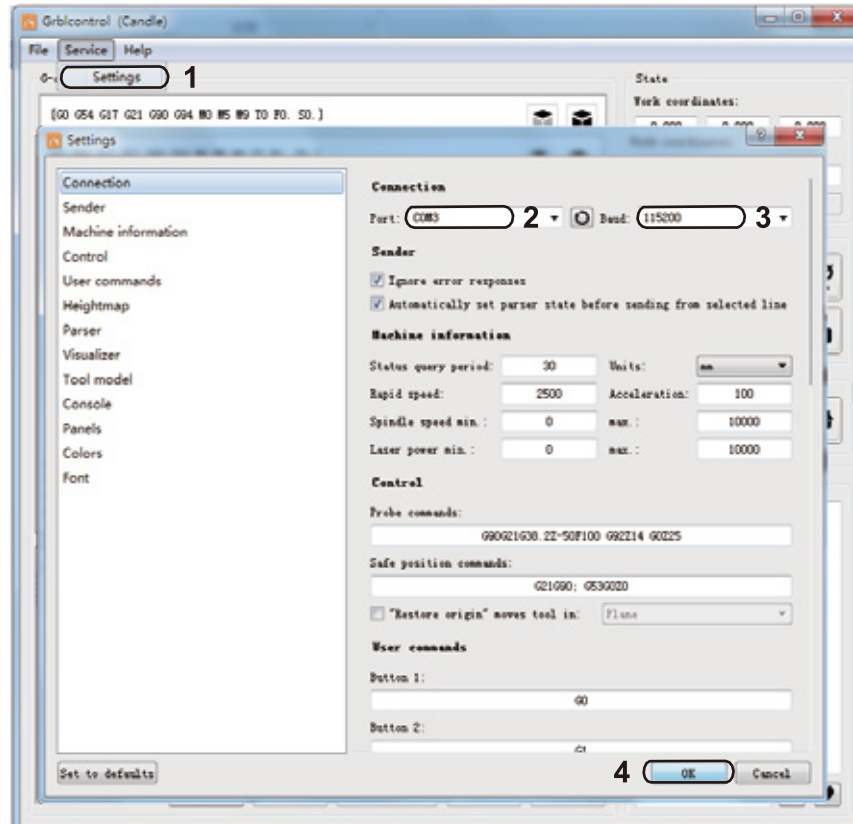 Grblcontrol (Candle)
File Service Help
Settings 1
State
Work coordinates:
[G0 G54 G17 G21 G90 G94 M0 M5 M9 T0 F0. S0.]
Settings
Connection
Sender
Machine information
Control
User commands
Heightmap
Parser
Visualizer
Tool model
Console
Panels
Colors
Font
Connection
Port: COM3 2 Baud: 115200 3
Sender
Ignore error responses
Automatically set parser state before sending from selected line
Machine information
Status query period: 30 Units: mm
Rapid speed: 2500 Acceleration: 100
Spindle speed min.: 0 max.: 10000
Laser power min.: 0 max.: 10000
Control
Probe commands:
G90G21G38.2Z-50F100 G92Z14 G0Z25
Safe position commands:
G21G90; G53G0Z0
"Restore origin" moves tool in: Plane
User commands
Button 1:
G0
Button 2:
G1
Set to defaults 4 OK Cancel